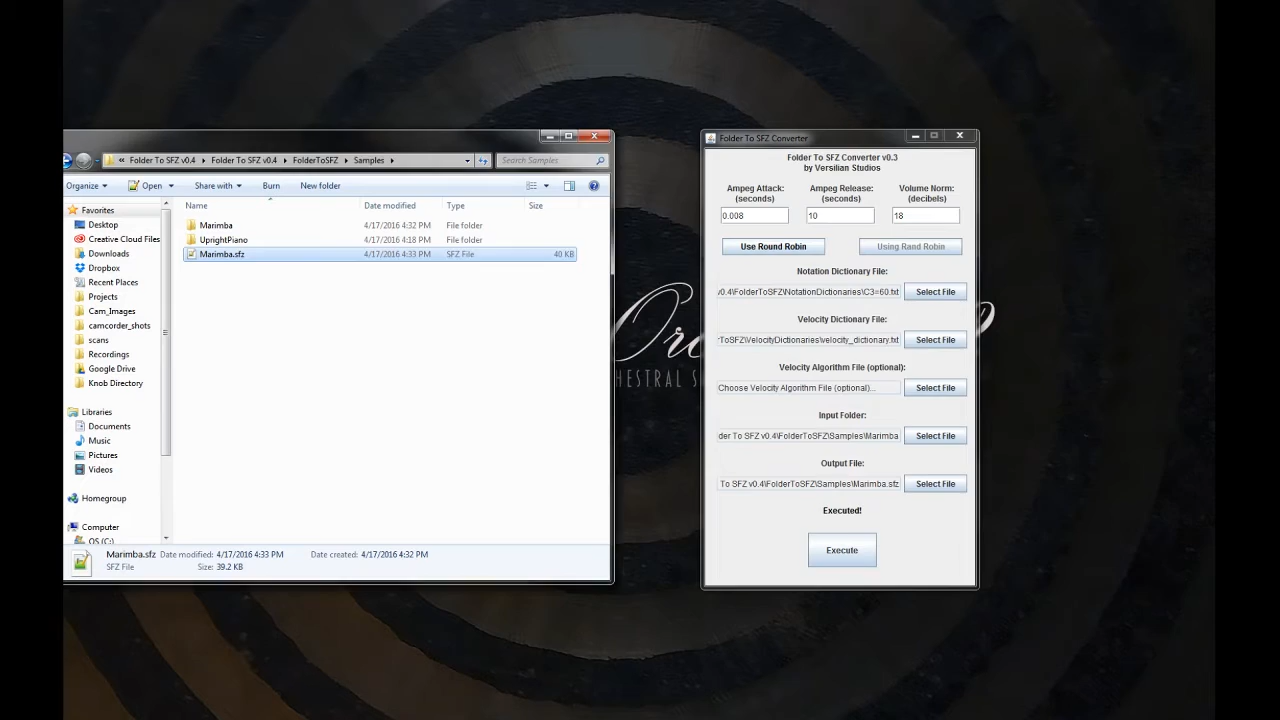 Folder To SFZ v0.4
Folder To SFZ v0.4
FolderToSFZ
Samples
Search Samples
Organize
Open
Share with
Burn
New folder
Favorites
Desktop
Creative Cloud Files
Downloads
Dropbox
Recent Places
Projects
Cam_Images
camcorder_shots
scans
Recordings
Google Drive
Knob Directory
Libraries
Documents
Music
Pictures
Videos
Homegroup
Computer
OS (C:)
Name Date modified Type Size
Marimba 4/17/2016 4:32 PM File folder
UprightPiano 4/17/2016 4:18 PM File folder
Marimba.sfz 4/17/2016 4:33 PM SFZ File 40 KB
Marimba.sfz Date modified: 4/17/2016 4:33 PM Date created: 4/17/2016 4:32 PM
SFZ File Size: 39.2 KB
Folder To SFZ Converter
Folder To SFZ Converter v0.3
by Versilian Studios
Ampeg Attack: Ampeg Release: Volume Norm:
(seconds) (seconds) (decibels)
0.008 10 18
Use Round Robin Using Rand Robin
Notation Dictionary File:
v0.4\FolderToSFZ\NotationDictionaries\C3=60.txt Select File
Velocity Dictionary File:
rToSFZ\VelocityDictionaries\velocity_dictionary.txt Select File
Velocity Algorithm File (optional):
Choose Velocity Algorithm File (optional)... Select File
Input Folder:
der To SFZ v0.4\FolderToSFZ\Samples\Marimba Select File
Output File:
To SFZ v0.4\FolderToSFZ\Samples\Marimba.sfz Select File
Executed!
Execute